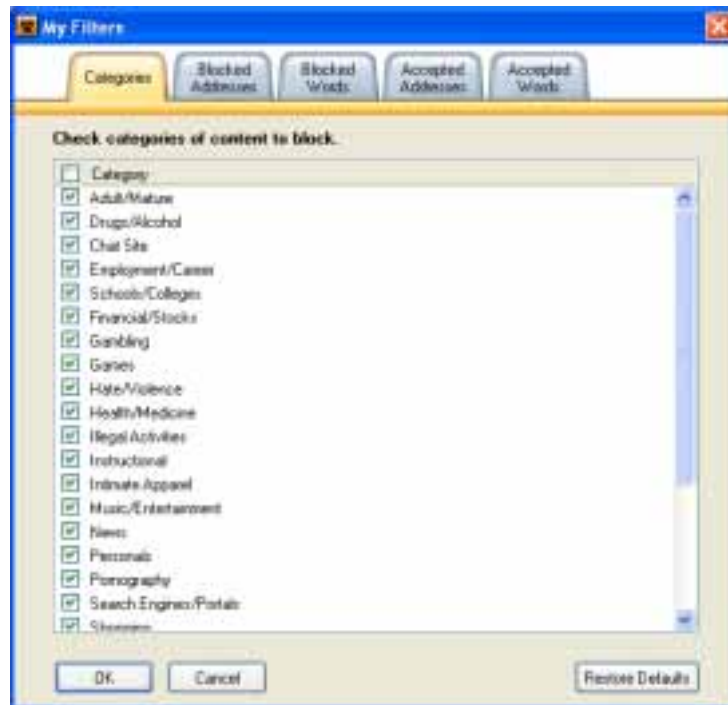 My Filters
Categories
Blocked
Addresses
Blocked
Words
Accepted
Addresses
Accepted
Words
Check categories of content to block.
Category
Adult/Mature
Drugs/Alcohol
Chat Site
Employment/Career
Schools/Colleges
Financial/Stocks
Gambling
Games
Hate/Violence
Health/Medicine
Illegal Activities
Instructional
Intimate Apparel
Music/Entertainment
News
Personals
Pornography
Search Engines/Portals
Shopping
OK
Cancel
Restore Defaults